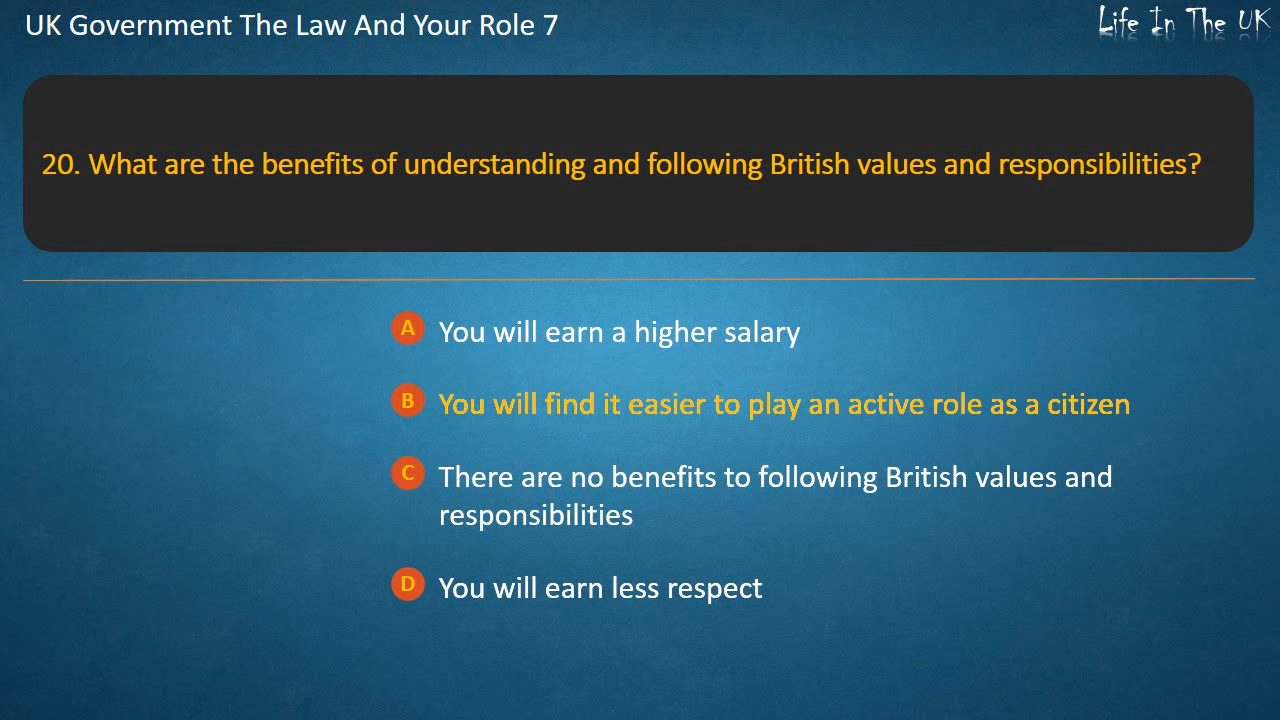 UK Government The Law And Your Role 7
Life In The UK
20. What are the benefits of understanding and following British values and responsibilities?
A You will earn a higher salary
B You will find it easier to play an active role as a citizen
C There are no benefits to following British values and
responsibilities
D You will earn less respect